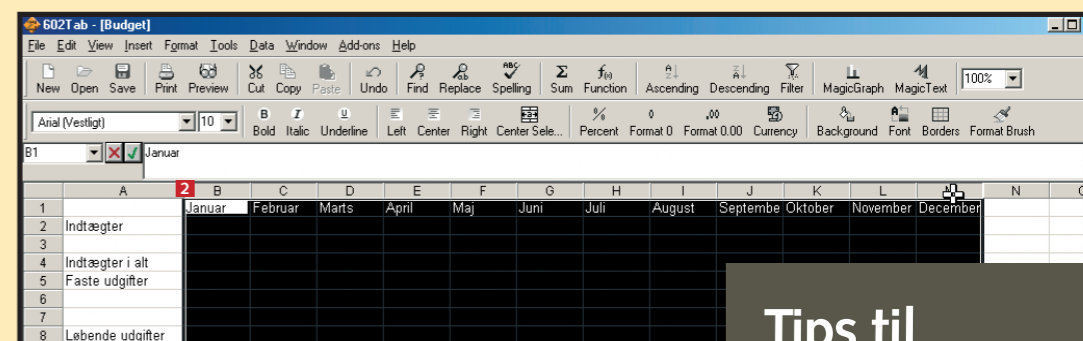 602Tab - [Budget]
File Edit View Insert Format Tools Data Window Add-ons Help
New Open Save Print Preview Cut Copy Paste Undo Find Replace Spelling Sum Function Ascending Descending Filter MagicGraph MagicText 100%
Arial (Vestligt) 10 Bold Italic Underline Left Center Right Center Sele... Percent Format 0 Format 0.00 Currency Background Font Borders Format Brush
B1 Januar
A 2 B C D E F G H I J K L N
1 Januar Februar Marts April Maj Juni Juli August Septembe Oktober November December
2 Indtægter
3
4 Indtægter i alt
5 Faste udgifter
6
7
8 Løbende udgifter
Tips til